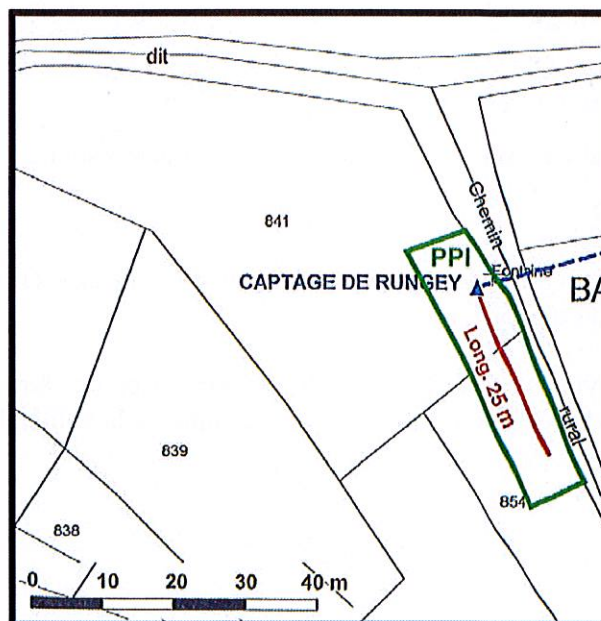 dit
841
Chemin
PPI
Fontaine
CAPTAGE DE RUNGEY
BA
Long. 25 m
rural
839
854
838
0 10 20 30 40 m